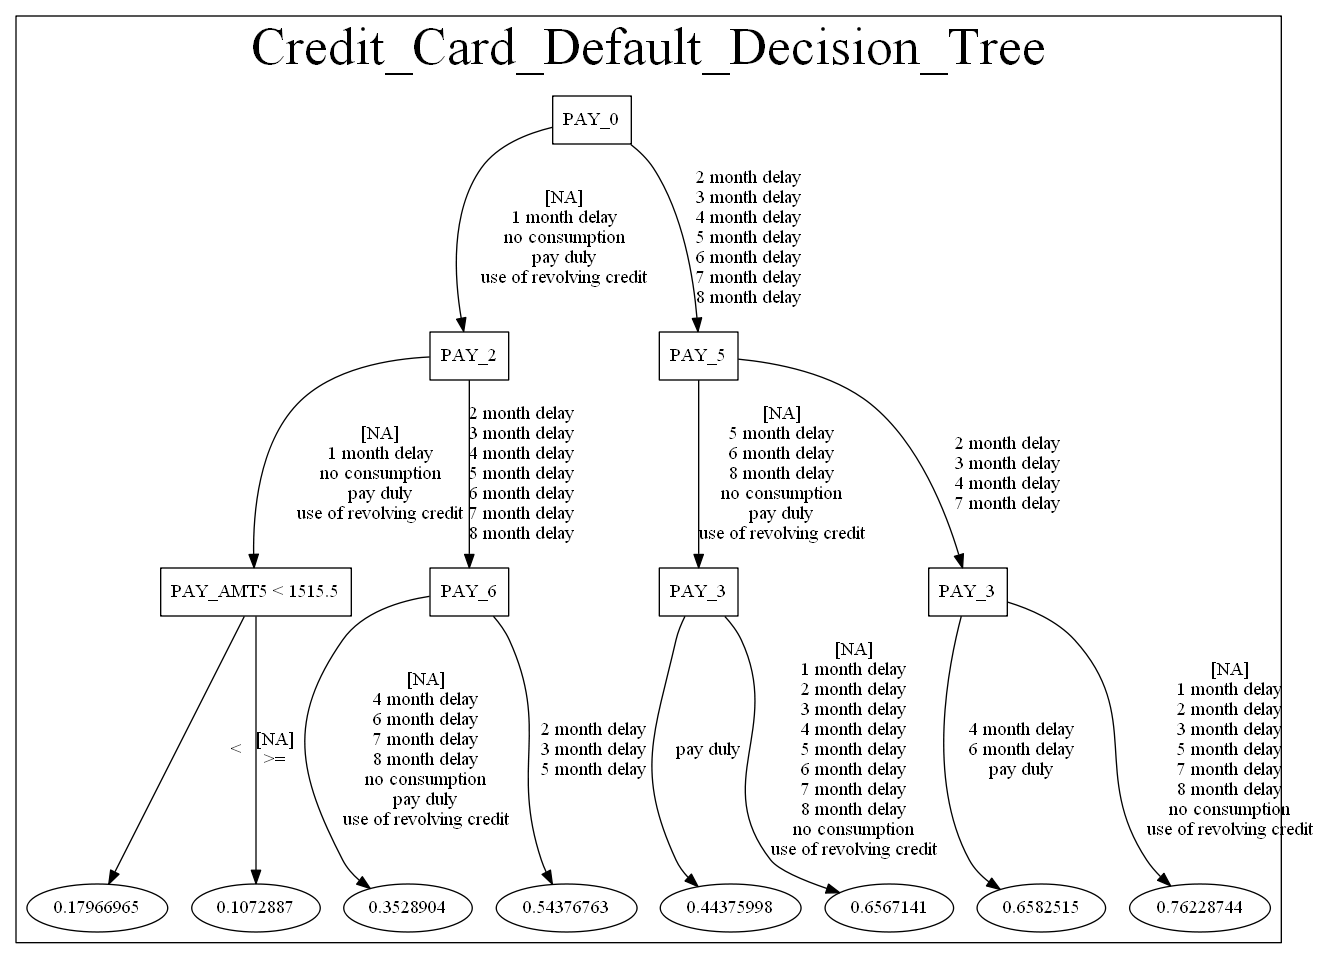 Credit_Card_Default_Decision_Tree
PAY_0
[NA]
1 month delay
no consumption
pay duly
use of revolving credit
2 month delay
3 month delay
4 month delay
5 month delay
6 month delay
7 month delay
8 month delay
PAY_2
PAY_5
[NA]
1 month delay
no consumption
pay duly
use of revolving credit
2 month delay
3 month delay
4 month delay
5 month delay
6 month delay
7 month delay
8 month delay
[NA]
5 month delay
6 month delay
8 month delay
no consumption
pay duly
use of revolving credit
2 month delay
3 month delay
4 month delay
7 month delay
PAY_AMT5 < 1515.5
PAY_6
PAY_3
PAY_3
<
[NA]
>=
[NA]
4 month delay
6 month delay
7 month delay
8 month delay
no consumption
pay duly
use of revolving credit
2 month delay
3 month delay
5 month delay
pay duly
[NA]
1 month delay
2 month delay
3 month delay
4 month delay
5 month delay
6 month delay
7 month delay
8 month delay
no consumption
use of revolving credit
4 month delay
6 month delay
pay duly
[NA]
1 month delay
2 month delay
3 month delay
5 month delay
7 month delay
8 month delay
no consumption
use of revolving credit
0.17966965
0.1072887
0.3528904
0.54376763
0.44375998
0.6567141
0.6582515
0.76228744